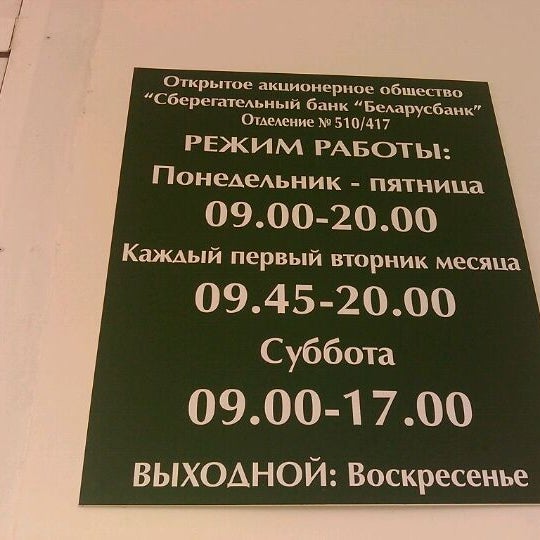 Открытое акционерное общество
“Сберегательный банк “Беларусбанк”
Отделение № 510/417
РЕЖИМ РАБОТЫ:
Понедельник - пятница
09.00-20.00
Каждый первый вторник месяца
09.45-20.00
Суббота
09.00-17.00
ВЫХОДНОЙ: Воскресенье